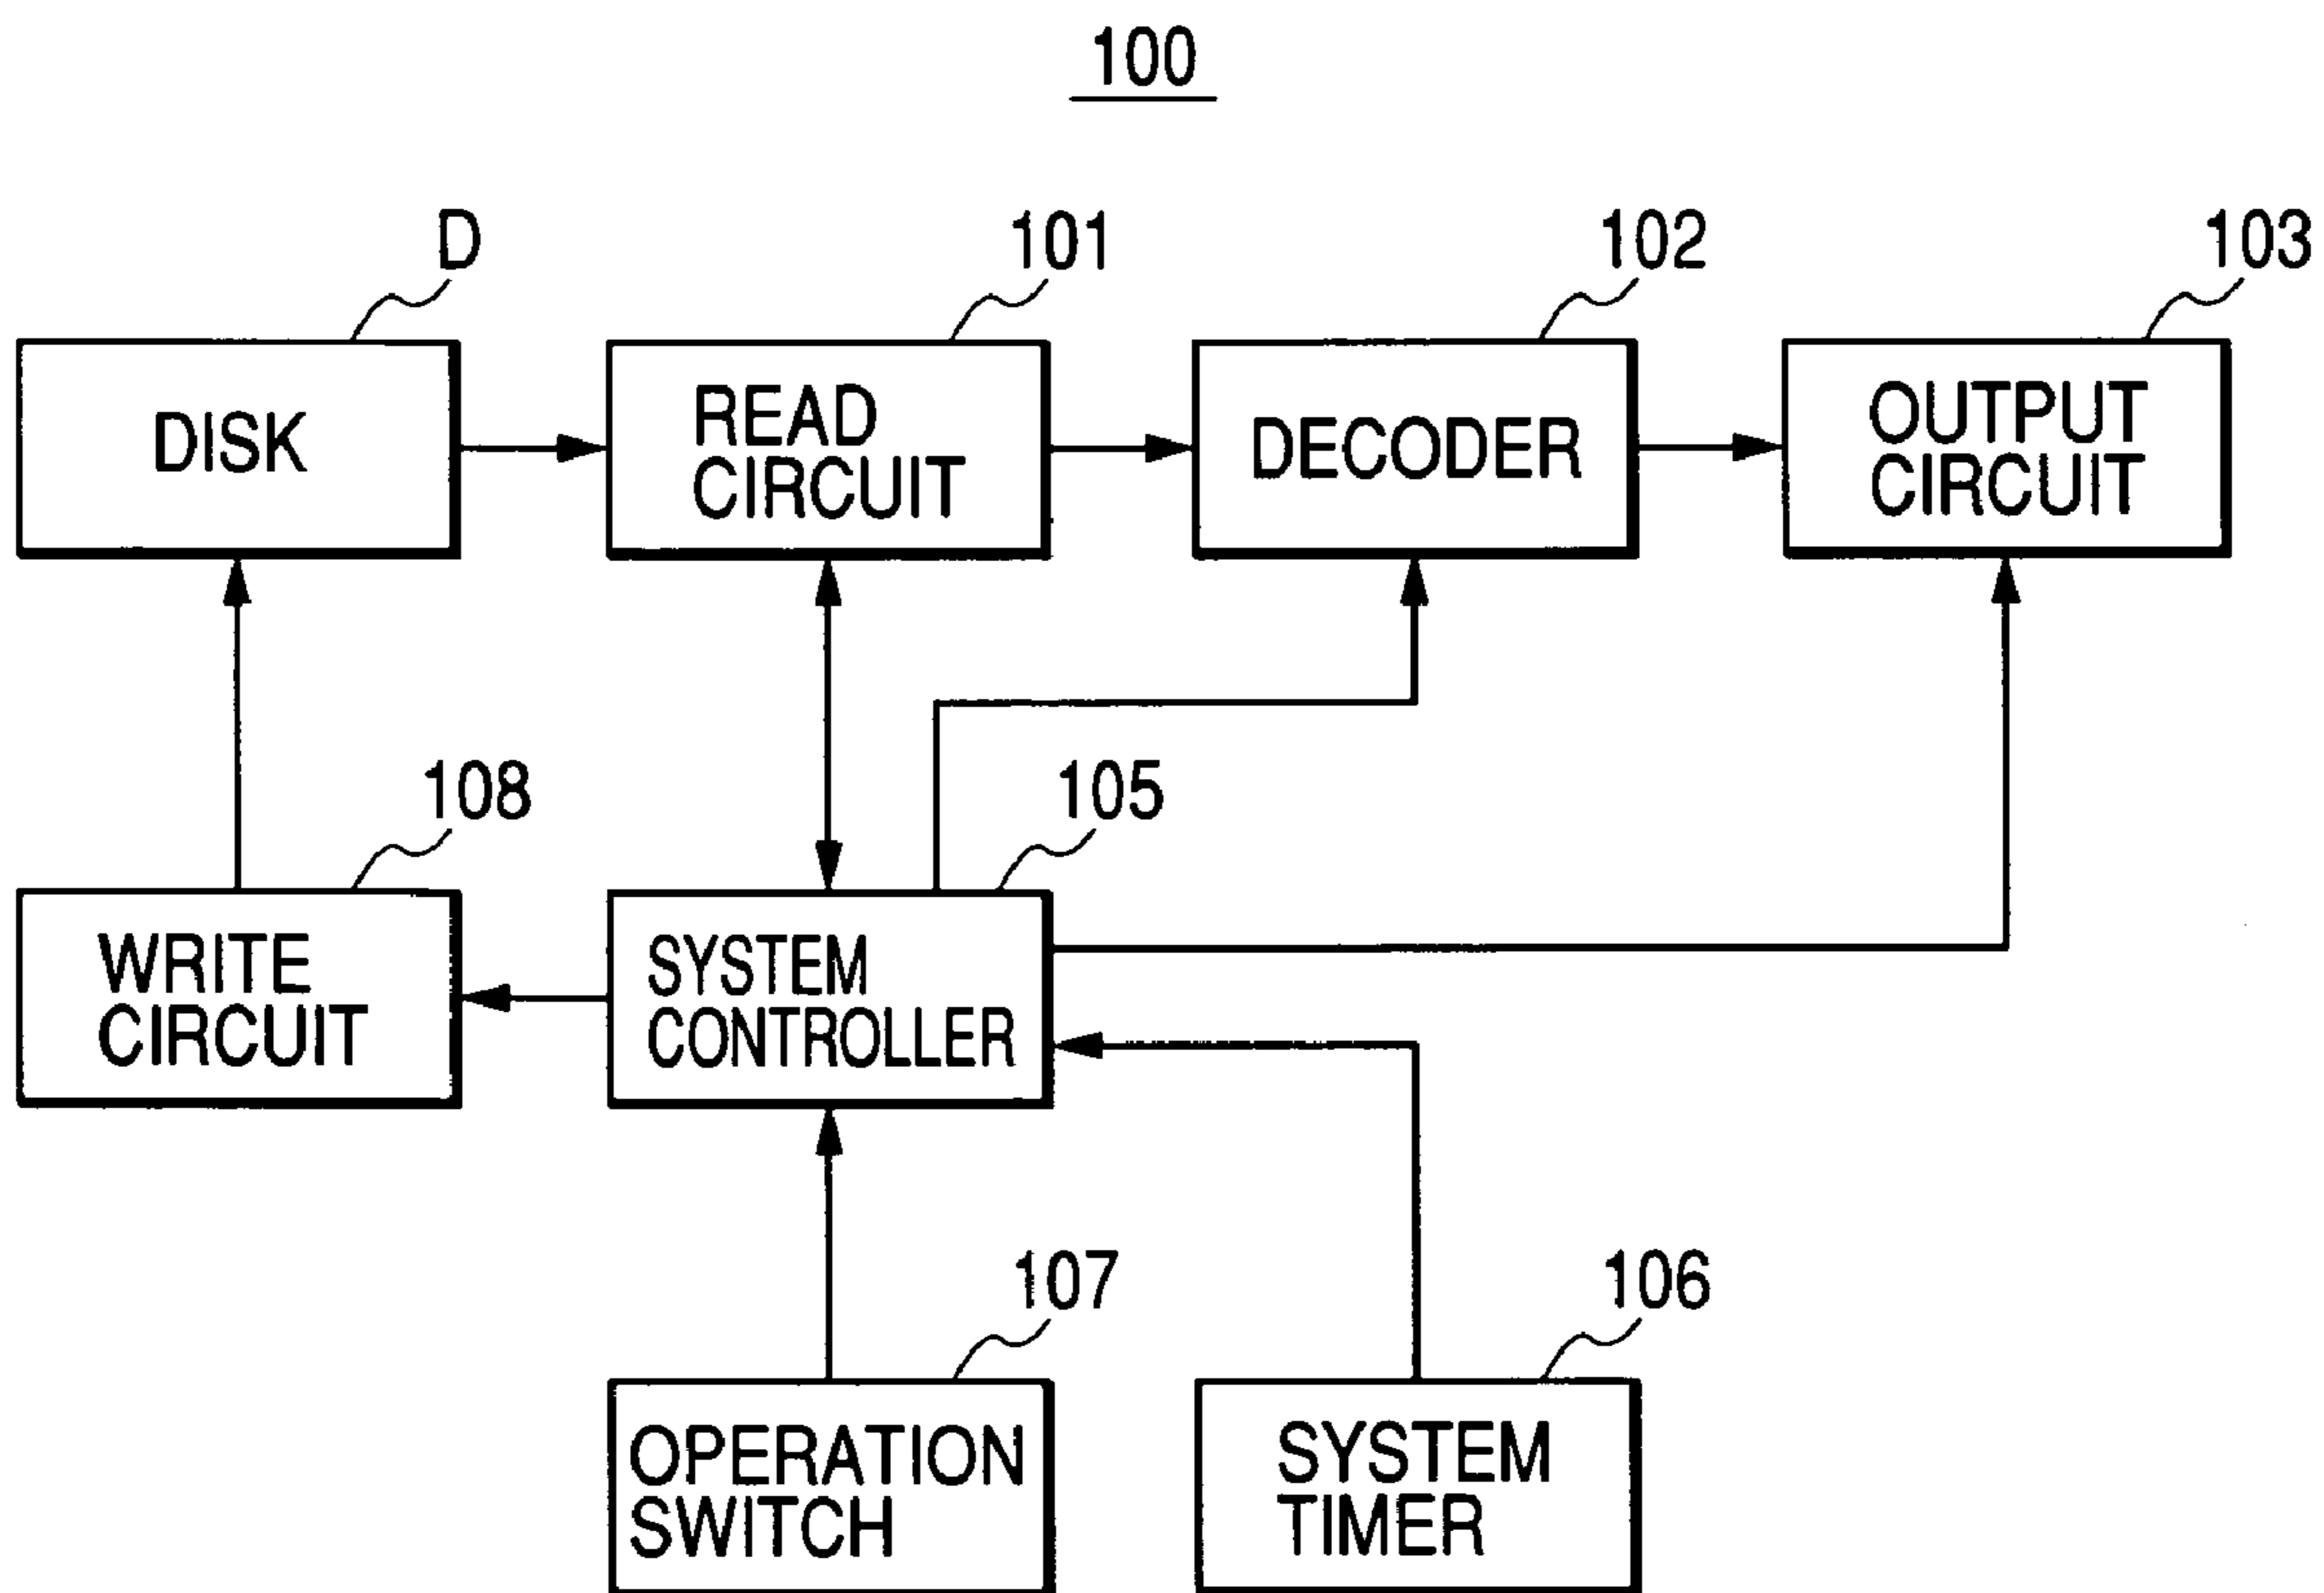 100
D
101
102
103
DISK
READ
CIRCUIT
DECODER
OUTPUT
CIRCUIT
108
105
WRITE
CIRCUIT
SYSTEM
CONTROLLER
107
106
OPERATION
SWITCH
SYSTEM
TIMER